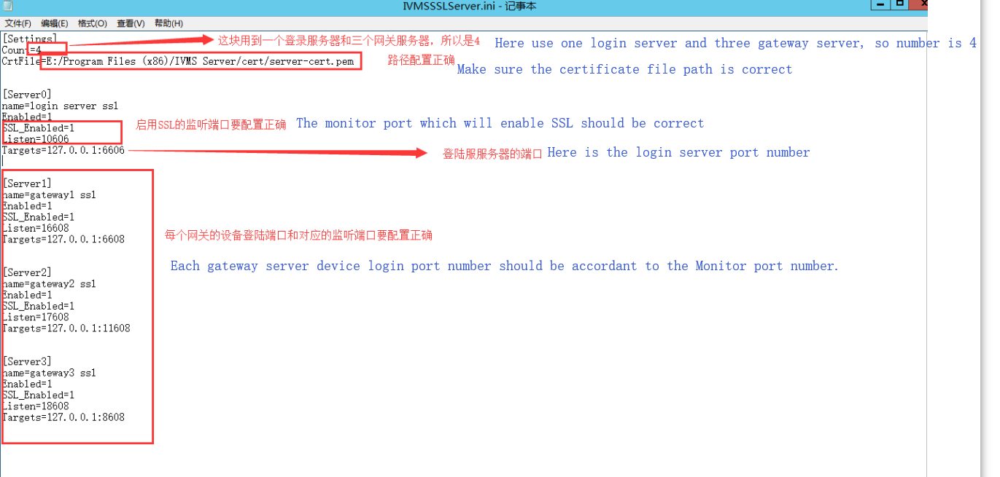 IVMSSSLServer.ini - 记事本
文件(F) 编辑(E) 格式(O) 查看(V) 帮助(H)
[Settings]
Count=4
这块用到一个登录服务器和三个网关服务器，所以是4
Here use one login server and three gateway server, so number is 4
CrtFile=E:/Program Files (x86)/IVMS Server/cert/server-cert.pem
路径配置正确
Make sure the certificate file path is correct
[Server0]
name=login server ssl
Enabled=1
SSL_Enabled=1
启用SSL的监听端口要配置正确
The monitor port which will enable SSL should be correct
Listen=10606
Targets=127.0.0.1:6606
登陆服服务器的端口
Here is the login server port number
[Server1]
name=gateway1 ssl
Enabled=1
SSL_Enabled=1
Listen=16608
Targets=127.0.0.1:6608
每个网关的设备登陆端口和对应的监听端口要配置正确
Each gateway server device login port number should be accordant to the Monitor port number.
[Server2]
name=gateway2 ssl
Enabled=1
SSL_Enabled=1
Listen=17608
Targets=127.0.0.1:11608
[Server3]
name=gateway3 ssl
Enabled=1
SSL_Enabled=1
Listen=18608
Targets=127.0.0.1:8608